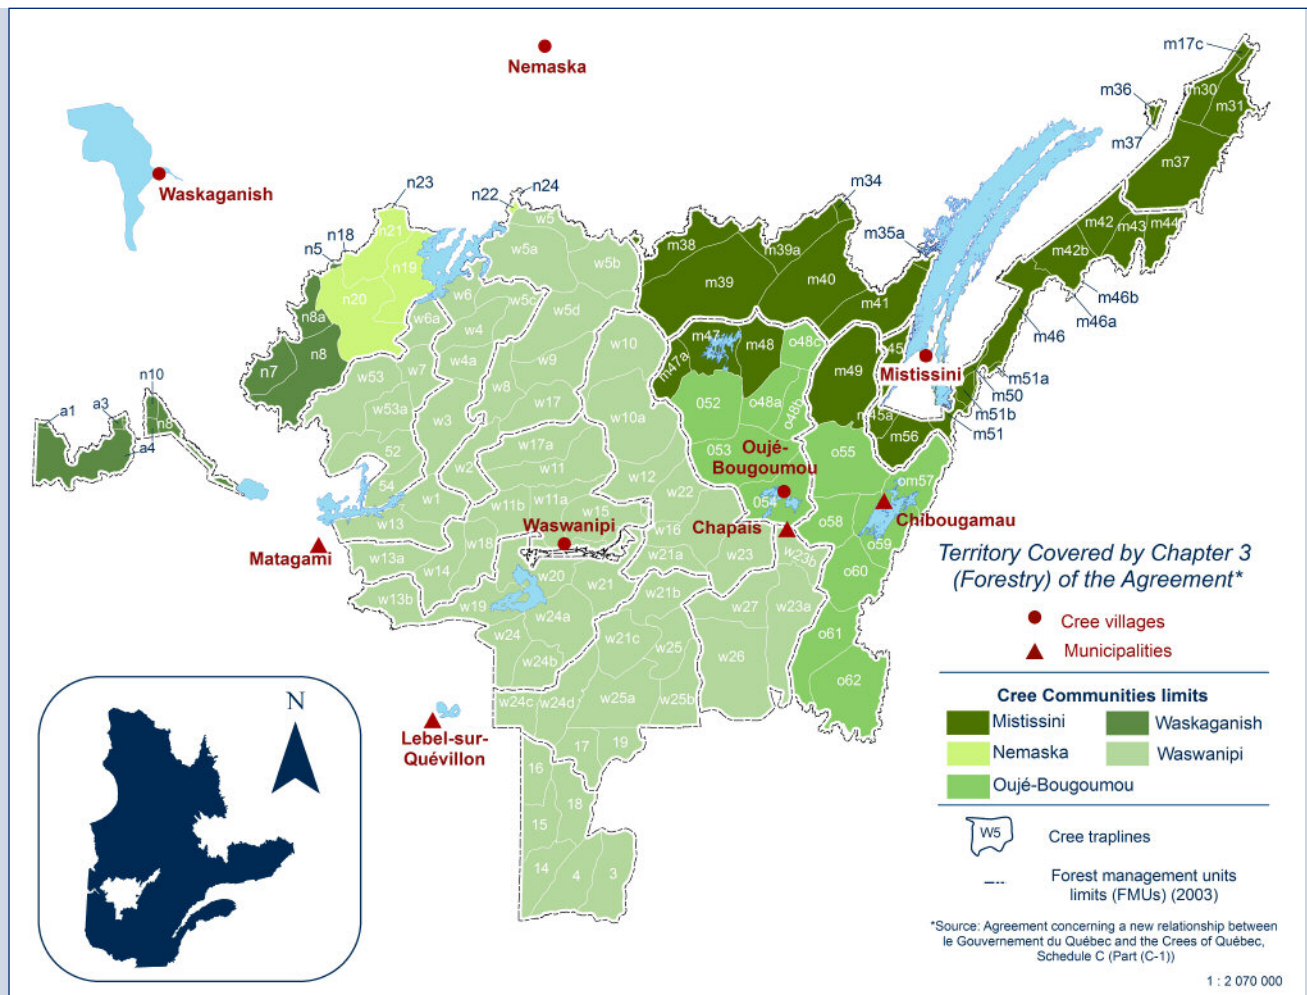 Nemaska
m17c
m36
m30
m31
m37
m37
Waskaganish
n23
n24
n22
m34
m35a
n18
n5
n21
n19
n20
n8a
n8
n7
w5
w5a
w5b
w5c
w5d
w6
w6a
w4
w4a
w7
w9
w8
w10
w17
w53
w53a
w3
w10a
m38
m39a
m39
m40
m41
m42
m43
m44
m42b
m46b
m46a
m46
m47
m47a
m48
o48c
m49
m45
Mistissini
m51a
m50
m51b
m51
m45a
m56
052
o48a
o48b
053
Oujé-
Bougoumou
o55
om57
054
o58
Chibougamau
o59
o60
o61
o62
a1
a3
a4
n10
n8
52
54
w2
w17a
w11
w12
w1
w11b
w11a
w15
w22
w13
Waswanipi
w16
Chapais
Matagami
w13a
w18
w14
w21a
w23
w23b
w13b
w19
w20
w21
w21b
w27
w23a
w24
w24a
w21c
w25
w26
w24b
w24c
w24d
w25a
w25b
Lebel-sur-
Quévillon
17
19
16
18
15
14
4
3
N
Territory Covered by Chapter 3
(Forestry) of the Agreement*
Cree villages
Municipalities
Cree Communities limits
Mistissini
Waskaganish
Nemaska
Waswanipi
Oujé-Bougoumou
W5
Cree traplines
Forest management units
limits (FMUs) (2003)
*Source: Agreement concerning a new relationship between
le Gouvernement du Québec and the Crees of Québec,
Schedule C (Part (C-1))
1 : 2 070 000